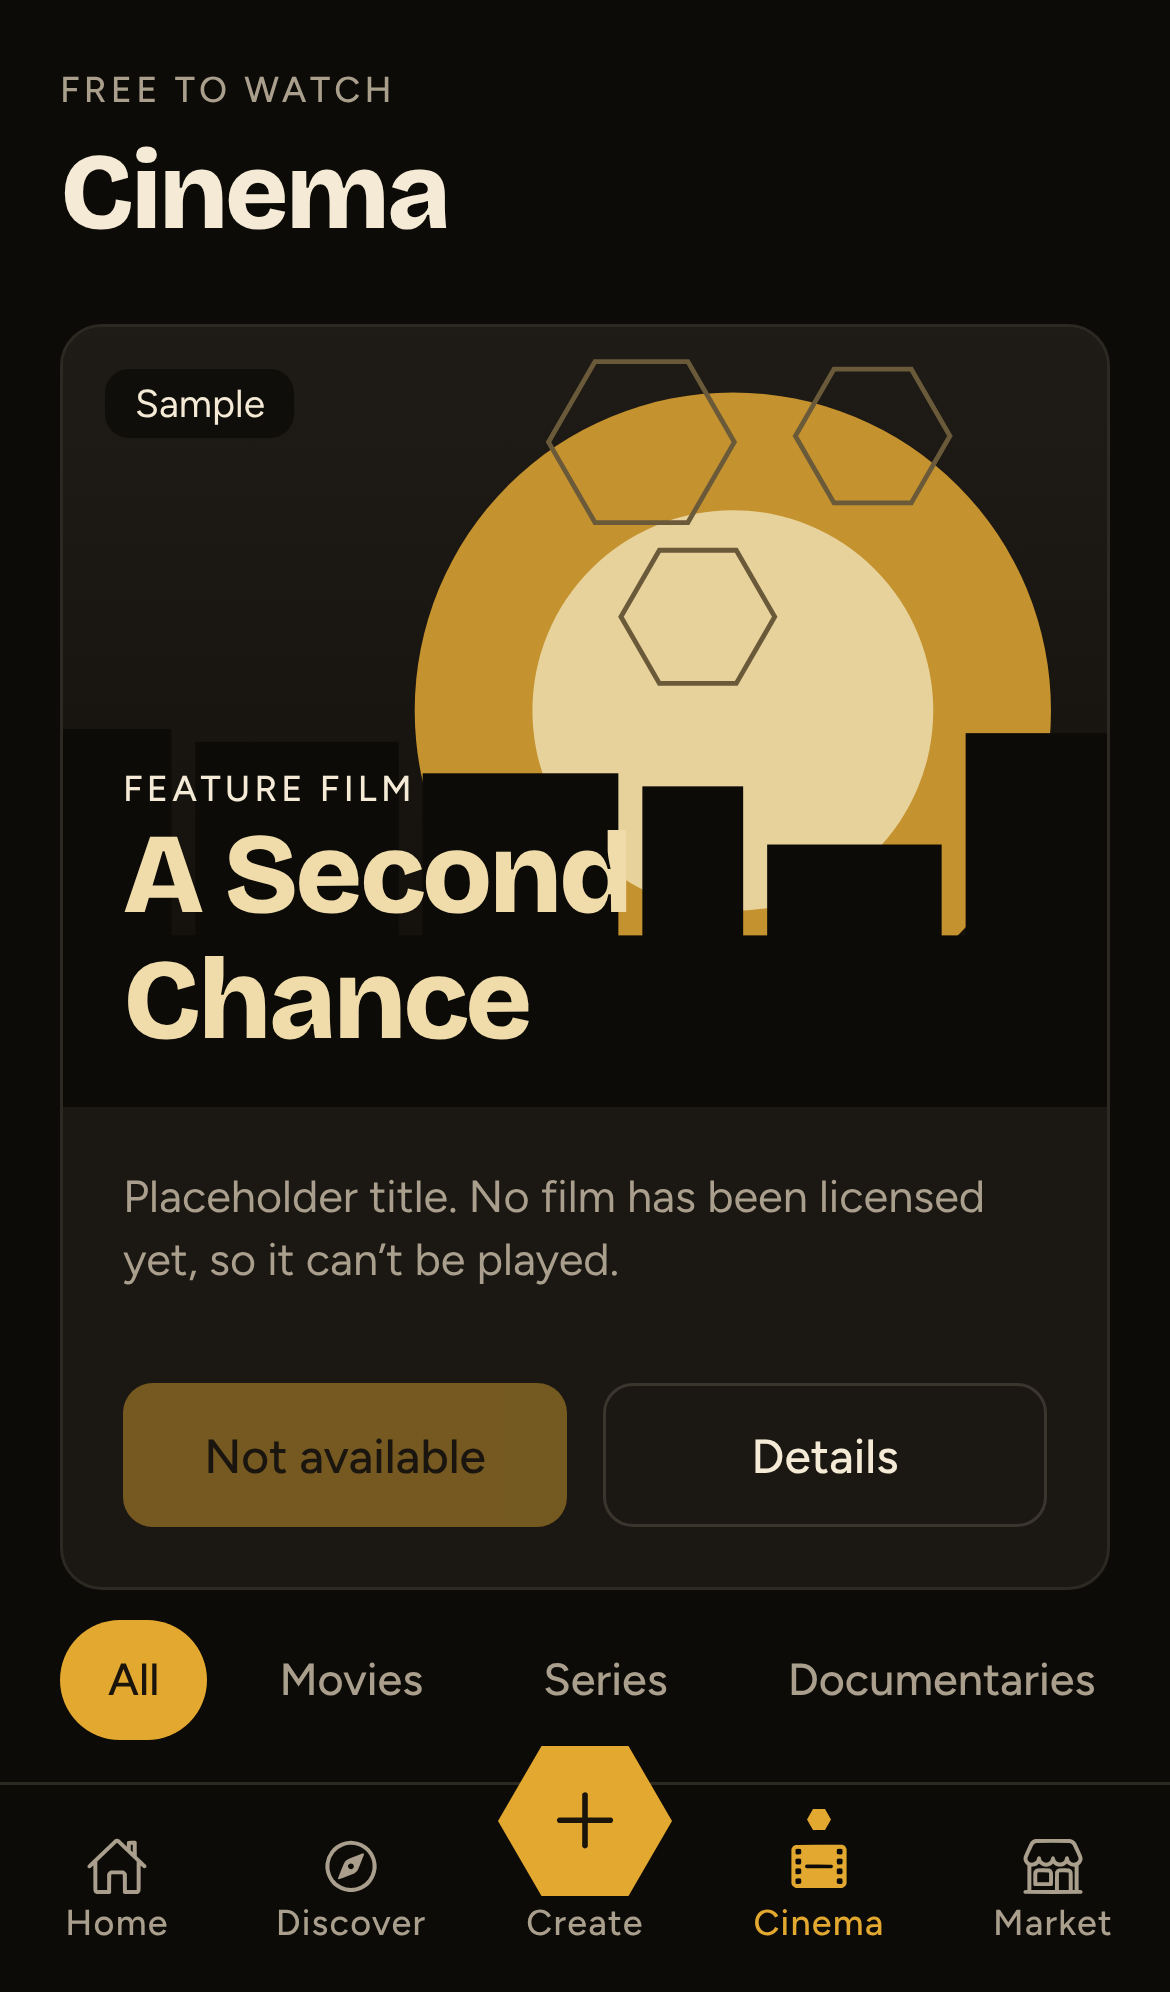 FREE TO WATCH
Cinema
Sample
FEATURE FILM
A Second
Chance
Placeholder title. No film has been licensed
yet, so it can’t be played.
Not available
Details
All
Movies
Series
Documentaries
Home
Discover
Create
Cinema
Market